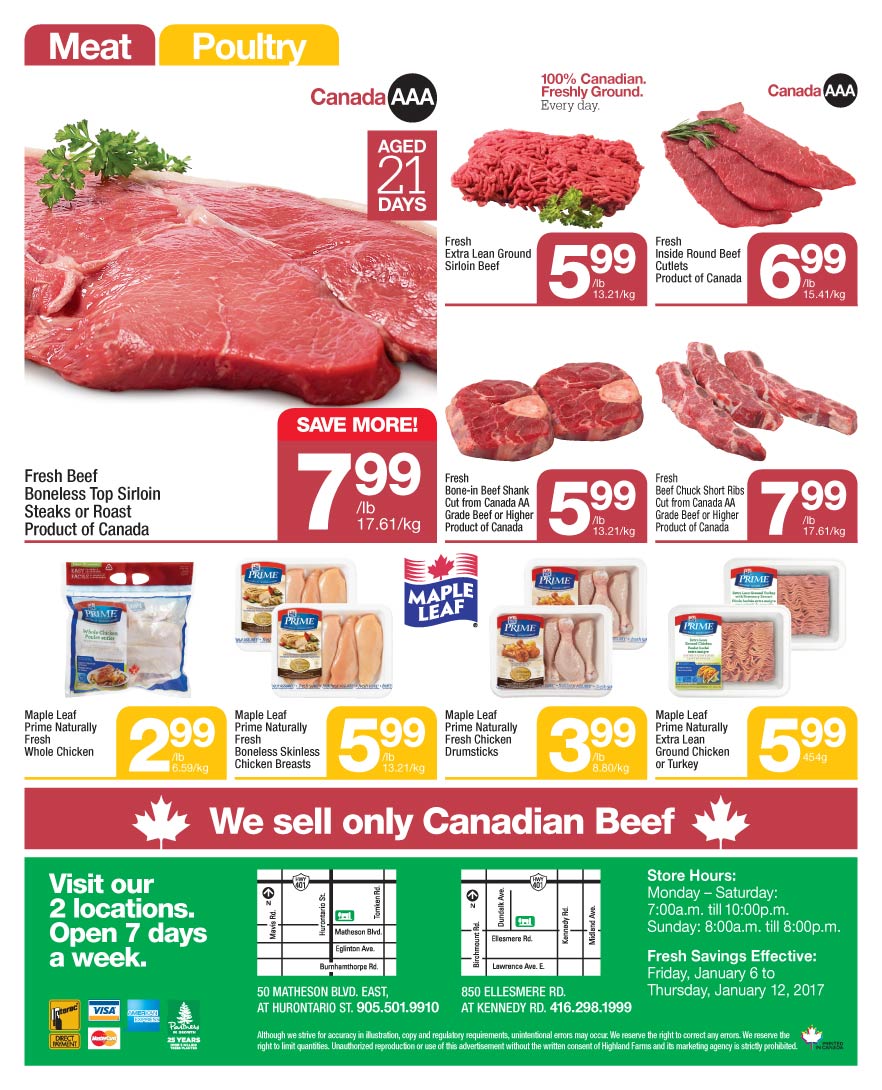 Meat
Poultry
Canada AAA
AGED
21
DAYS
SAVE MORE!
7.99
/lb
17.61/kg
Fresh Beef
Boneless Top Sirloin
Steaks or Roast
Product of Canada
100% Canadian.
Freshly Ground.
Every day.
Fresh
Extra Lean Ground
Sirloin Beef
5.99
/lb
13.21/kg
Canada AAA
Fresh
Inside Round Beef
Cutlets
Product of Canada
6.99
/lb
15.41/kg
Fresh
Bone-in Beef Shank
Cut from Canada AA
Grade Beef or Higher
Product of Canada
5.99
/lb
13.21/kg
Fresh
Beef Chuck Short Ribs
Cut from Canada AA
Grade Beef or Higher
Product of Canada
7.99
/lb
17.61/kg
PRIME
Whole Chicken
Poulet entier
PRIME
PRIME
MAPLE
LEAF
PRIME
PRIME
PRIME
PRIME
Maple Leaf
Prime Naturally
Fresh
Whole Chicken
2.99
/lb
6.59/kg
Maple Leaf
Prime Naturally
Fresh
Boneless Skinless
Chicken Breasts
5.99
/lb
13.21/kg
Maple Leaf
Prime Naturally
Fresh Chicken
Drumsticks
3.99
/lb
8.80/kg
Maple Leaf
Prime Naturally
Extra Lean
Ground Chicken
or Turkey
5.99
454g
We sell only Canadian Beef
Visit our
2 locations.
Open 7 days
a week.
Interac
DIRECT
PAYMENT
VISA
MasterCard
AMERICAN
EXPRESS
Partners
IN GROWTH
25 YEARS
HWY
401
N
Mavis Rd.
Hurontario St.
Tomken Rd.
Matheson Blvd.
Eglinton Ave.
Burnhamthorpe Rd.
50 MATHESON BLVD. EAST,
AT HURONTARIO ST. 905.501.9910
HWY
401
N
Birchmount Rd.
Dundalk Ave.
Kennedy Rd.
Midland Ave.
Ellesmere Rd.
Lawrence Ave. E.
850 ELLESMERE RD.
AT KENNEDY RD. 416.298.1999
Store Hours:
Monday – Saturday:
7:00a.m. till 10:00p.m.
Sunday: 8:00a.m. till 8:00p.m.
Fresh Savings Effective:
Friday, January 6 to
Thursday, January 12, 2017
Although we strive for accuracy in illustration, copy and regulatory requirements, unintentional errors may occur. We reserve the right to correct any errors. We reserve the
right to limit quantities. Unauthorized reproduction or use of this advertisement without the written consent of Highland Farms and its marketing agency is strictly prohibited.
PRINTED
IN CANADA